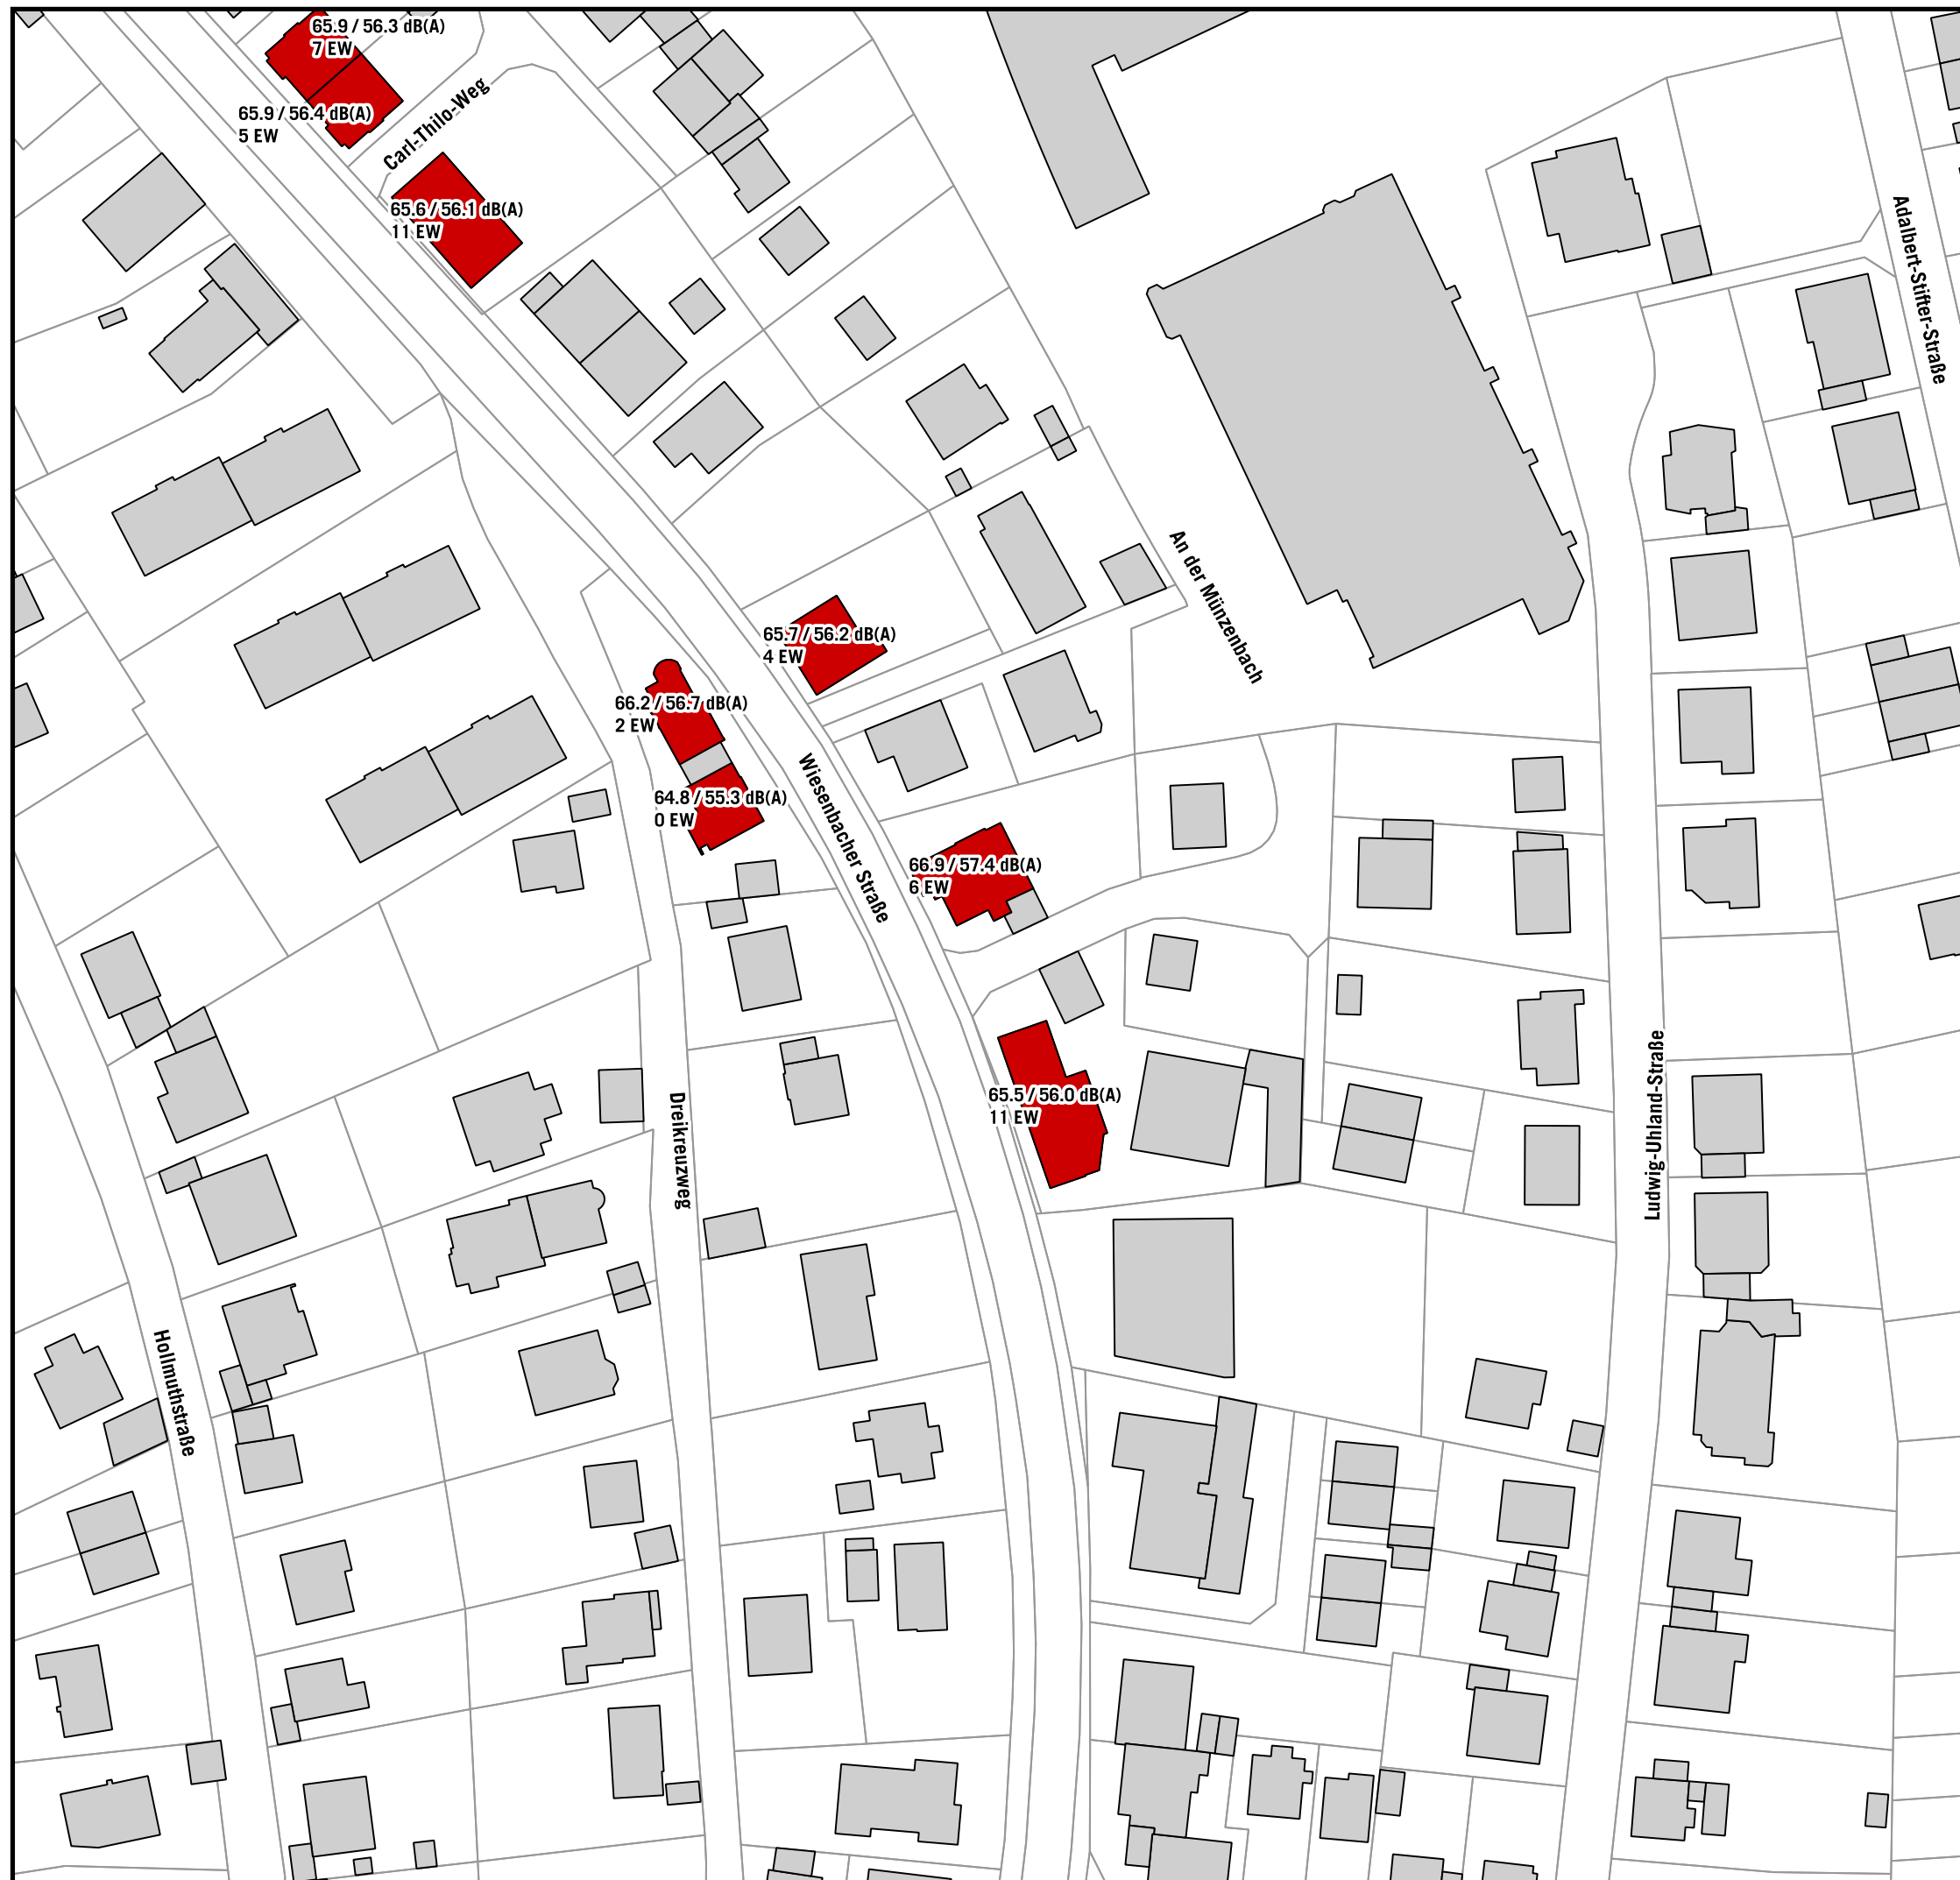 65.9 / 56.3 dB(A)
7 EW
65.9 / 56.4 dB(A)
5 EW
Carl-Thilo-Weg
65.6 / 56.1 dB(A)
11 EW
Adalbert-Stifter-Straße
An der Münzenbach
65.7 / 56.2 dB(A)
4 EW
66.2 / 56.7 dB(A)
2 EW
64.8 / 55.3 dB(A)
0 EW
Wiesenbacher Straße
66.9 / 57.4 dB(A)
6 EW
65.5 / 56.0 dB(A)
11 EW
Dreikreuzweg
Ludwig-Uhland-Straße
Hollmuthstraße